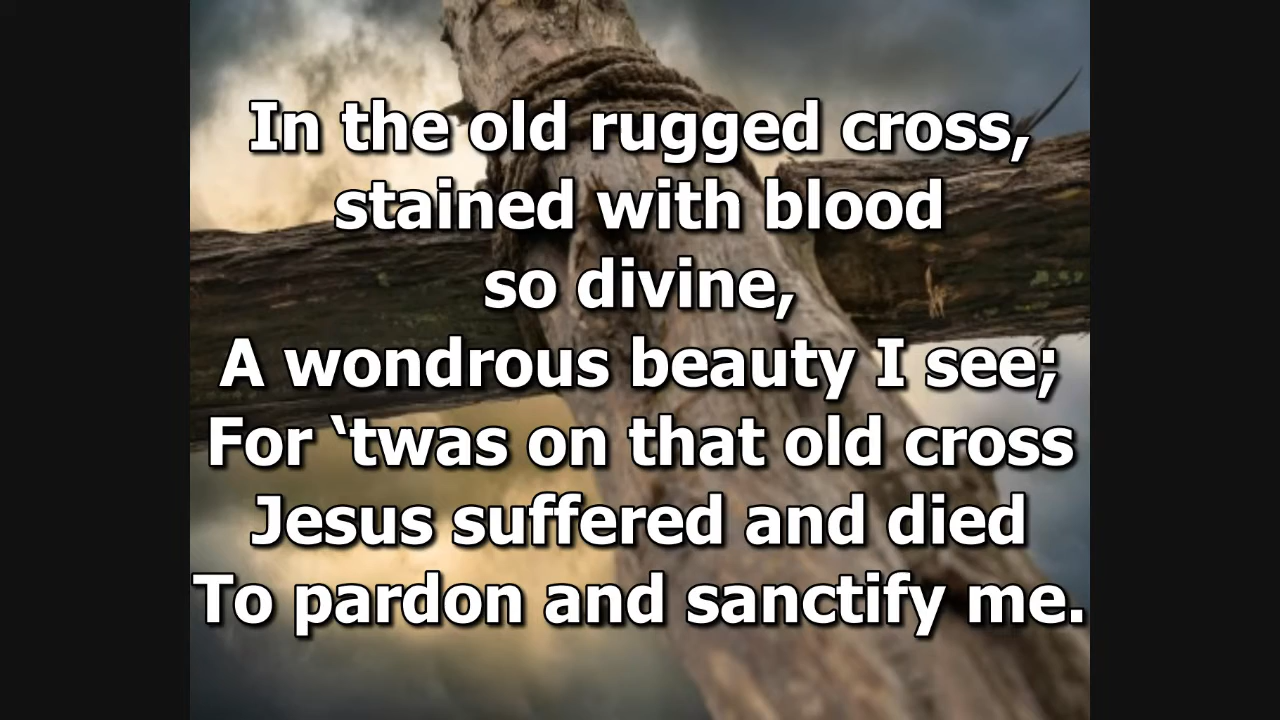 In the old rugged cross,
stained with blood
so divine,
A wondrous beauty I see;
For ‘twas on that old cross
Jesus suffered and died
To pardon and sanctify me.